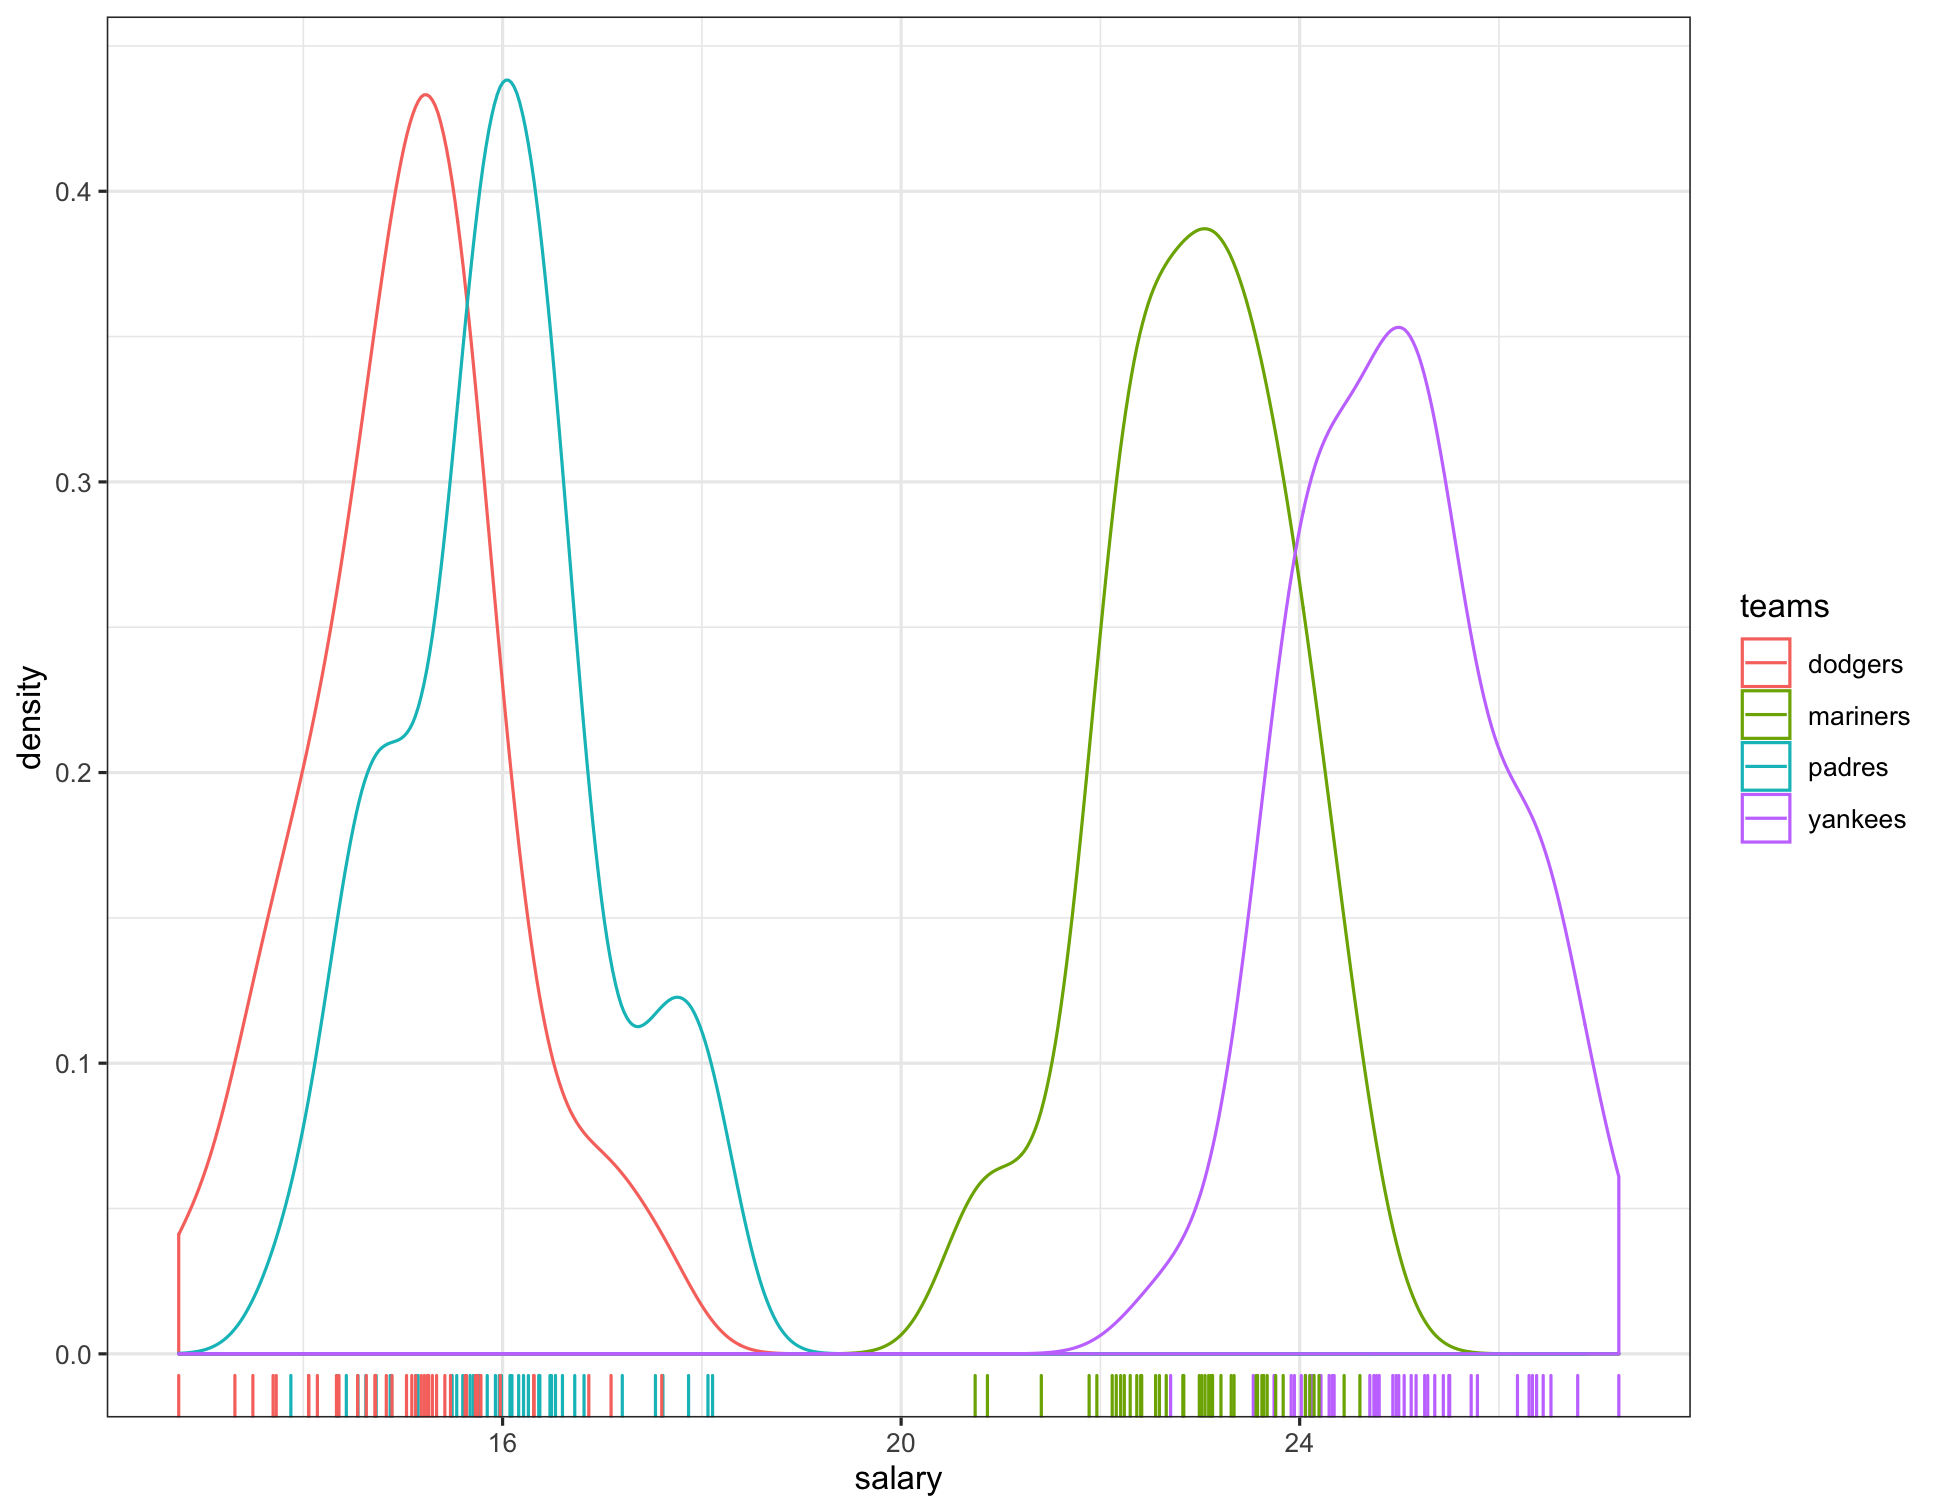 0.4
0.3
0.2
0.1
0.0
density
16
20
24
salary
teams
dodgers
mariners
padres
yankees